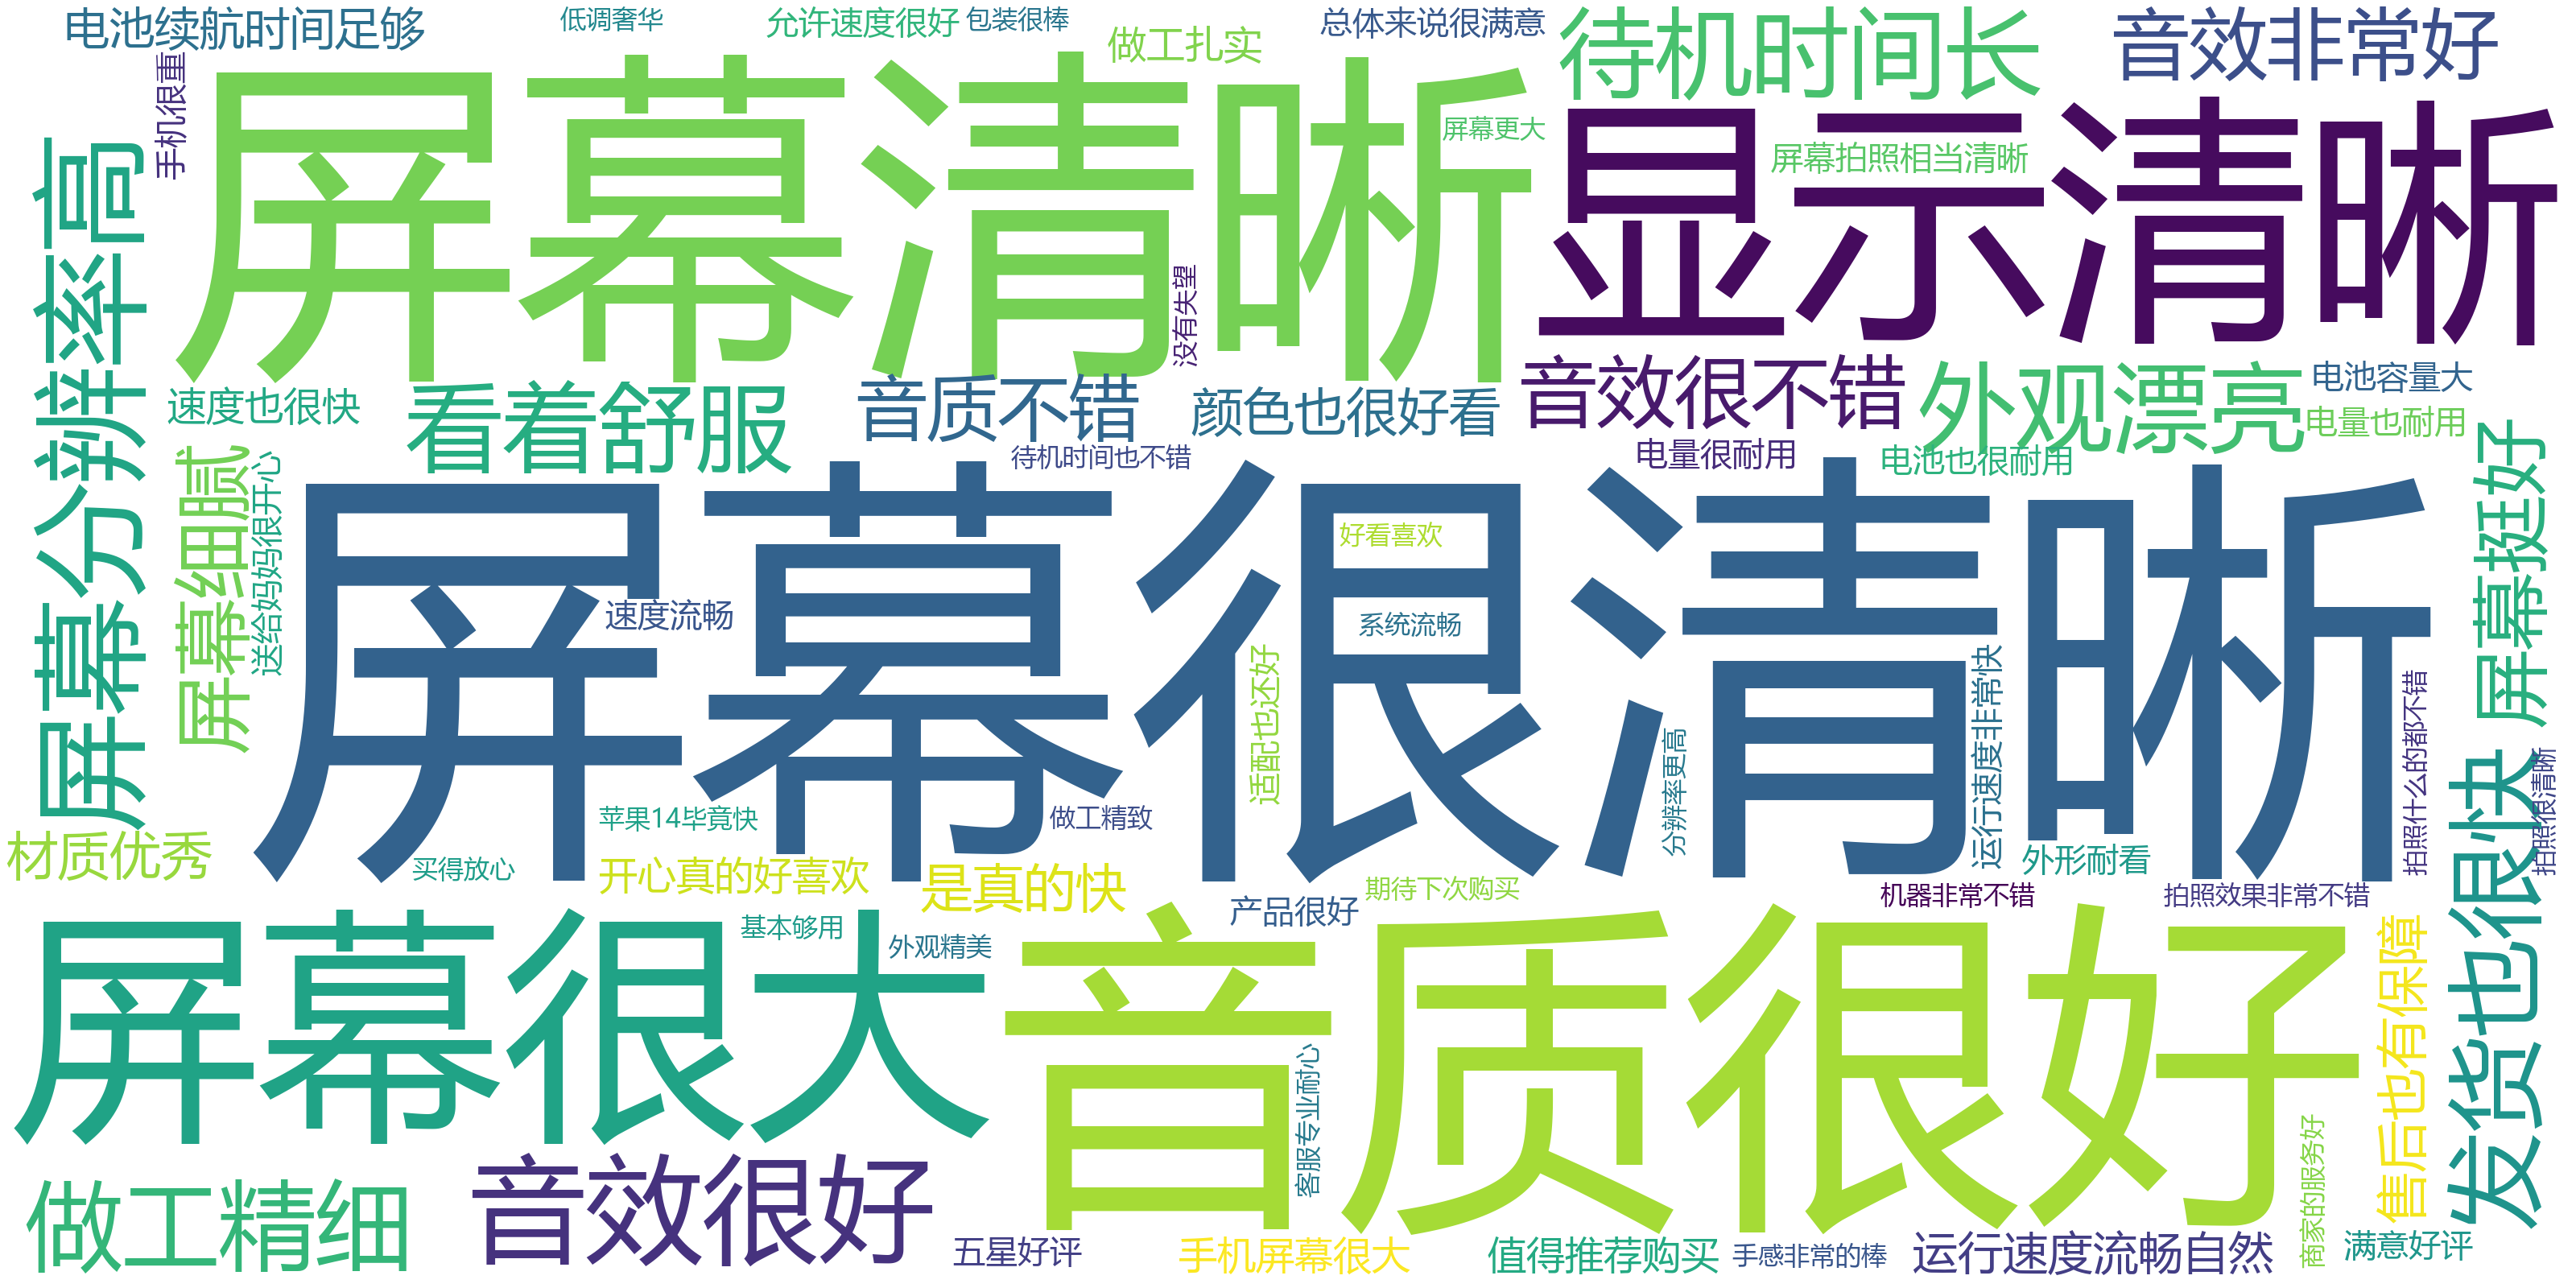 电池续航时间足够
低调奢华
允许速度很好
包装很棒
做工扎实
总体来说很满意
待机时间长
音效非常好
手机很重
屏幕清晰
屏幕更大
屏幕拍照相当清晰
显示清晰
屏幕分辨率高
没有失望
速度也很快
看着舒服
音质不错
颜色也很好看
音效很不错
外观漂亮
电池容量大
电量也耐用
待机时间也不错
电量很耐用
电池也很耐用
屏幕挺好
屏幕细腻
送给妈妈很开心
屏幕很清晰
好看喜欢
速度流畅
系统流畅
适配也还好
运行速度非常快
分辨率更高
拍照什么的都不错
拍照很清晰
发货也很快
苹果14毕竟快
做工精致
材质优秀
买得放心
开心真的好喜欢
是真的快
期待下次购买
外形耐看
机器非常不错
拍照效果非常不错
产品很好
屏幕很大
基本够用
外观精美
音质很好
售后也有保障
客服专业耐心
商家的服务好
做工精细
音效很好
五星好评
手机屏幕很大
值得推荐购买
手感非常的棒
运行速度流畅自然
满意好评